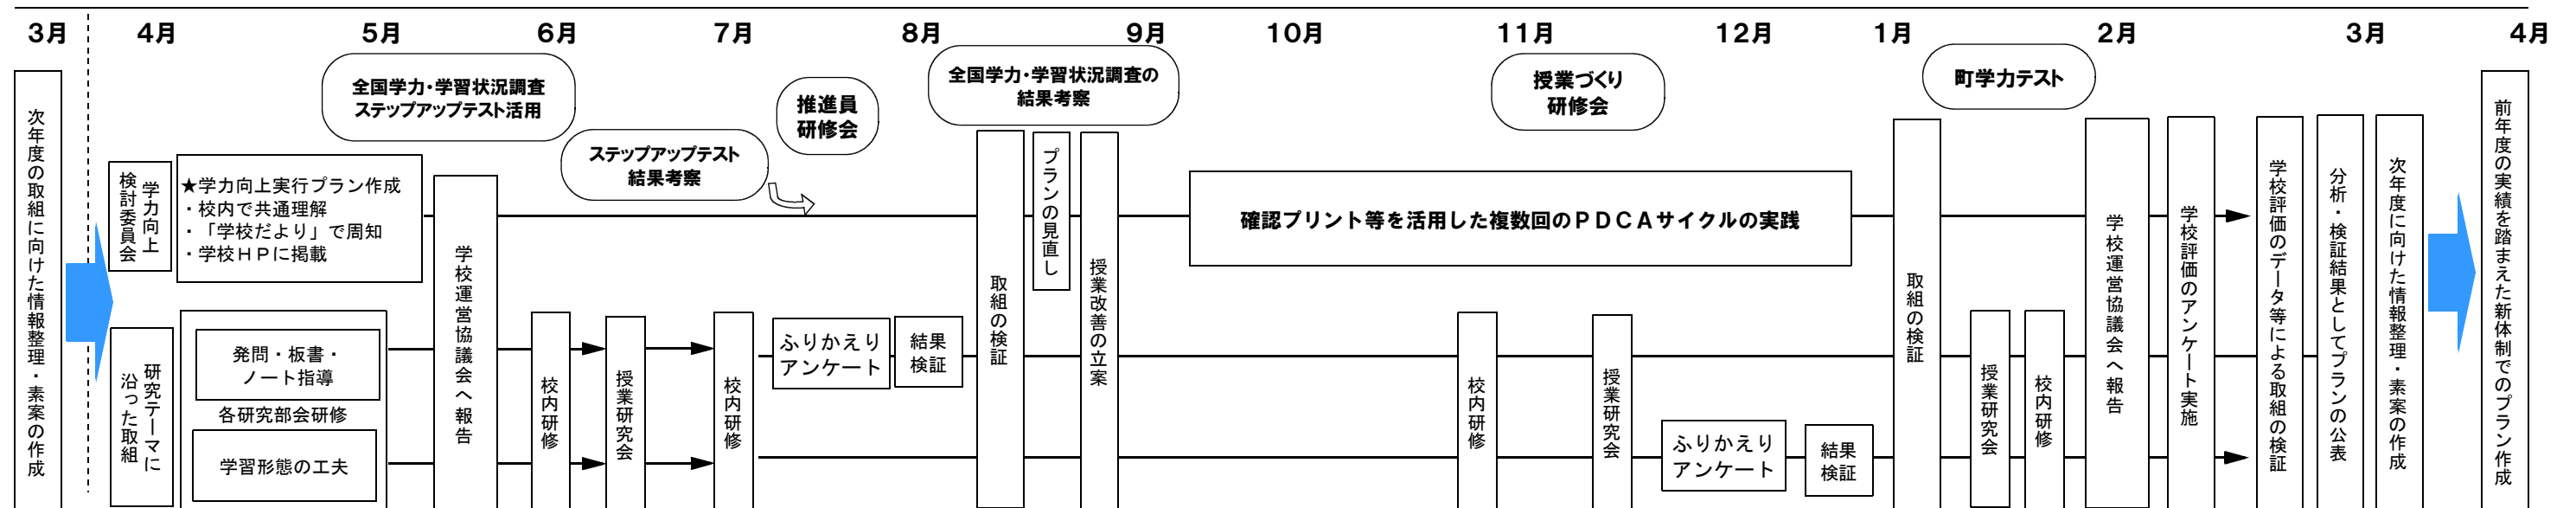 3月 4月 5月 6月 7月 8月 9月 10月 11月 12月 1月 2月 3月 4月
全国学力・学習状況調査
ステップアップテスト活用
ステップアップテスト
結果考察
推進員
研修会
全国学力・学習状況調査の
結果考察
授業づくり
研修会
町学力テスト
次年度の取組に向けた情報整理・素案の作成
学力向上
検討委員会
★学力向上実行プラン作成
・校内で共通理解
・「学校だより」で周知
・学校HPに掲載
研究テーマに
沿った取組
発問・板書・
ノート指導
各研究部会研修
学習形態の工夫
学校運営協議会へ報告
校内研修
授業研究会
校内研修
ふりかえり
アンケート
結果
検証
取組の検証
プランの見直し
授業改善の立案
確認プリント等を活用した複数回のPDCAサイクルの実践
校内研修
授業研究会
ふりかえり
アンケート
結果
検証
取組の検証
授業研究会
校内研修
学校運営協議会へ報告
学校評価のアンケート実施
学校評価のデータ等による取組の検証
分析・検証結果としてプランの公表
次年度に向けた情報整理・素案の作成
前年度の実績を踏まえた新体制でのプラン作成